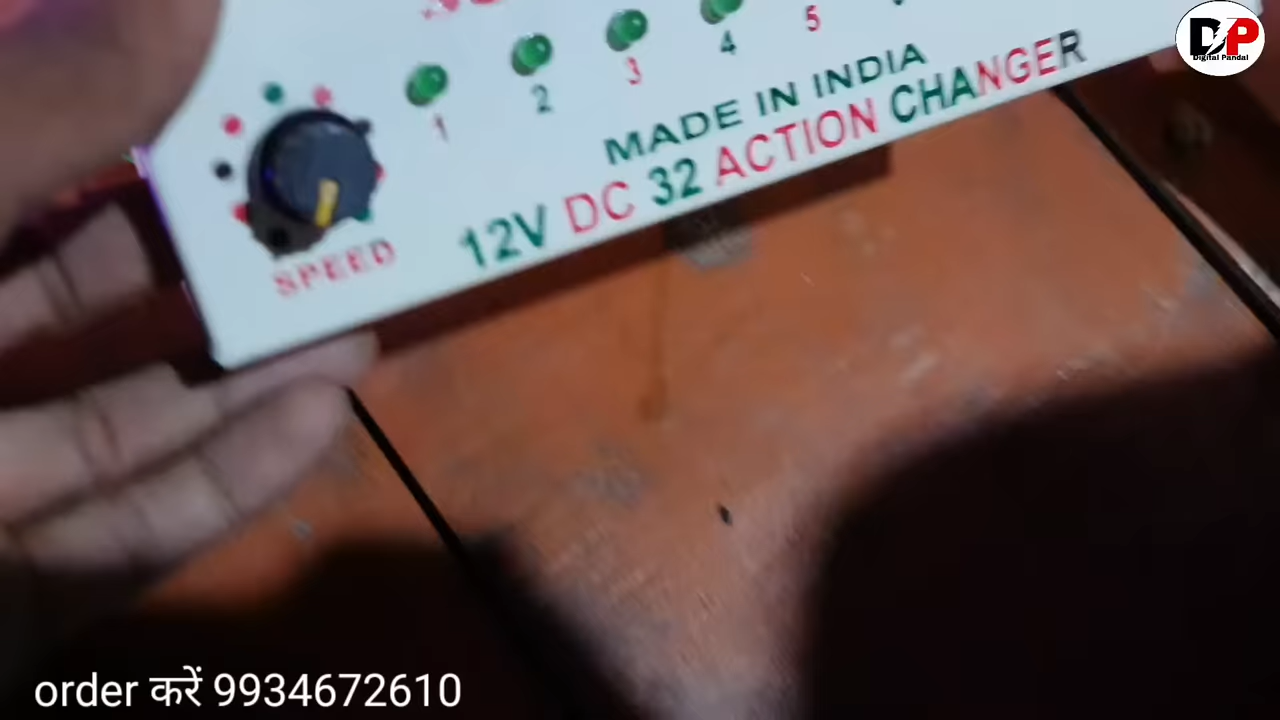 DP
Digital Pandal
1 2 3 4 5
MADE IN INDIA
12V DC 32 ACTION CHANGER
SPEED
order करें 9934672610